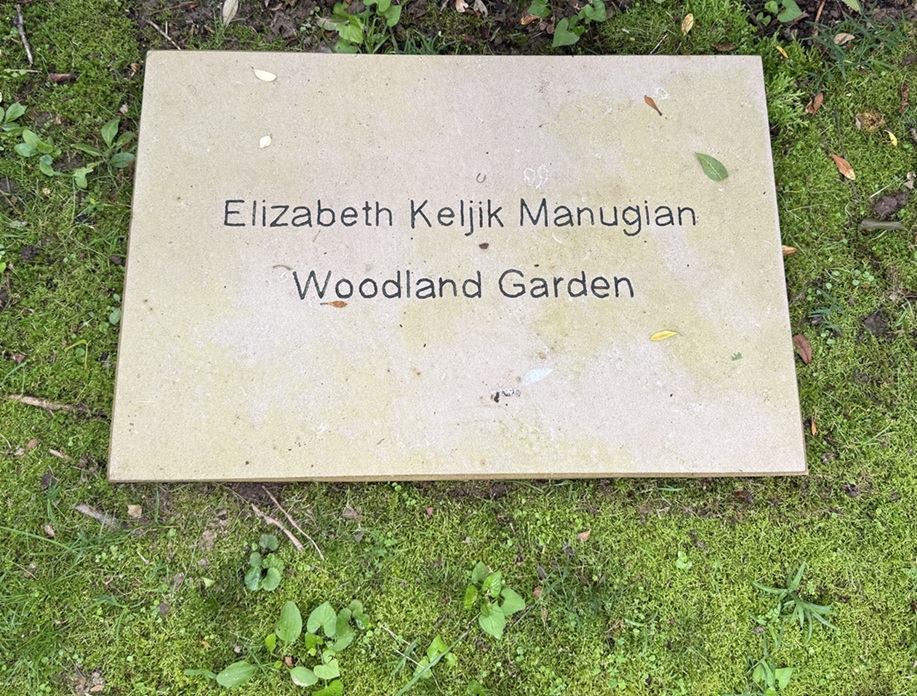 Elizabeth Keljik Manugian
Woodland Garden